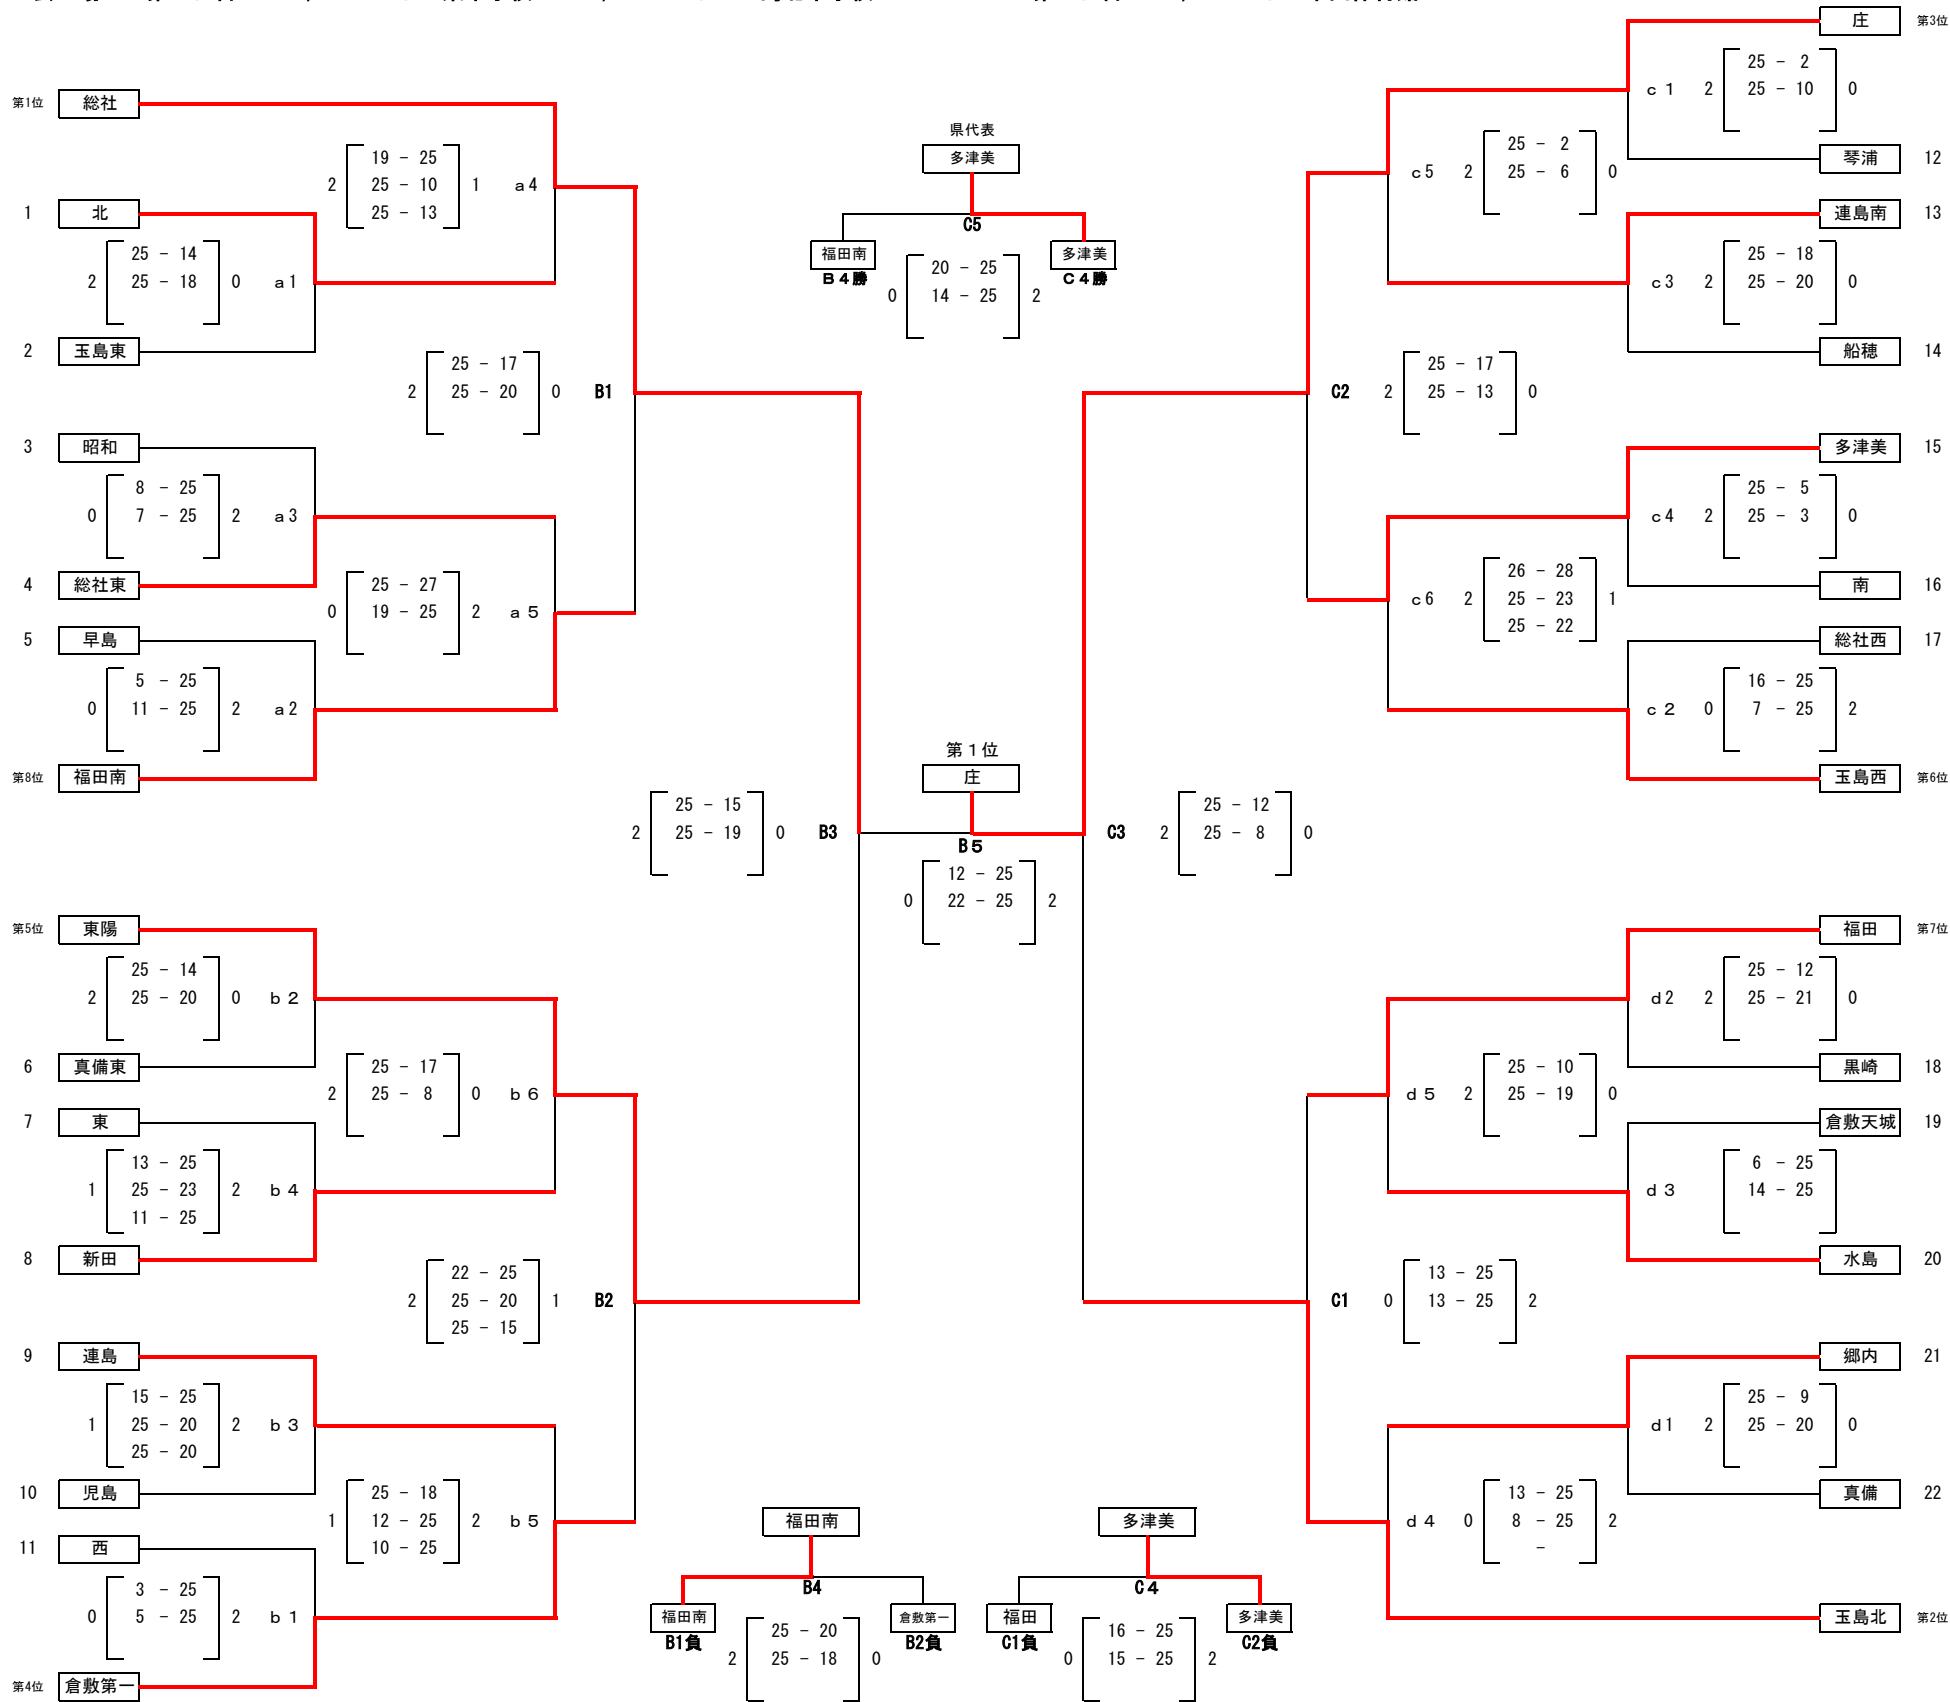 第1位 総社
2 19 - 25 1 a4
25 - 10
25 - 13
1 北
2 25 - 14 0 a1
25 - 18
2 玉島東
2 25 - 17 0 B1
25 - 20
3 昭和
0 8 - 25 2 a3
7 - 25
4 総社東
0 25 - 27 2 a5
19 - 25
5 早島
0 5 - 25 2 a2
11 - 25
第8位 福田南
2 25 - 15 0 B3
25 - 19
第5位 東陽
2 25 - 14 0 b2
25 - 20
6 真備東
2 25 - 17 0 b6
25 - 8
7 東
1 13 - 25 2 b4
25 - 23
11 - 25
8 新田
2 22 - 25 1 B2
25 - 20
25 - 15
9 連島
1 15 - 25 2 b3
25 - 20
25 - 20
10 児島
1 25 - 18 2 b5
12 - 25
10 - 25
11 西
0 3 - 25 2 b1
5 - 25
第4位 倉敷第一
県代表
多津美
C5
福田南 多津美
B4勝 C4勝
0 20 - 25 2
14 - 25
第1位
庄
B5
0 12 - 25 2
22 - 25
福田南
B4
福田南 倉敷第一
B1負 B2負
2 25 - 20 0
25 - 18
多津美
C4
福田 多津美
C1負 C2負
0 16 - 25 2
15 - 25
庄 第3位
c1 2 25 - 2 0
25 - 10
琴浦 12
c5 2 25 - 2 0
25 - 6
連島南 13
c3 2 25 - 18 0
25 - 20
船穂 14
C2 2 25 - 17 0
25 - 13
多津美 15
c4 2 25 - 5 0
25 - 3
南 16
c6 2 26 - 28 1
25 - 23
25 - 22
総社西 17
c2 0 16 - 25 2
7 - 25
玉島西 第6位
C3 2 25 - 12 0
25 - 8
福田 第7位
d2 2 25 - 12 0
25 - 21
黒崎 18
d5 2 25 - 10 0
25 - 19
倉敷天城 19
d3 6 - 25
14 - 25
水島 20
C1 0 13 - 25 2
13 - 25
郷内 21
d1 2 25 - 9 0
25 - 20
真備 22
d4 0 13 - 25 2
8 - 25
-
玉島北 第2位